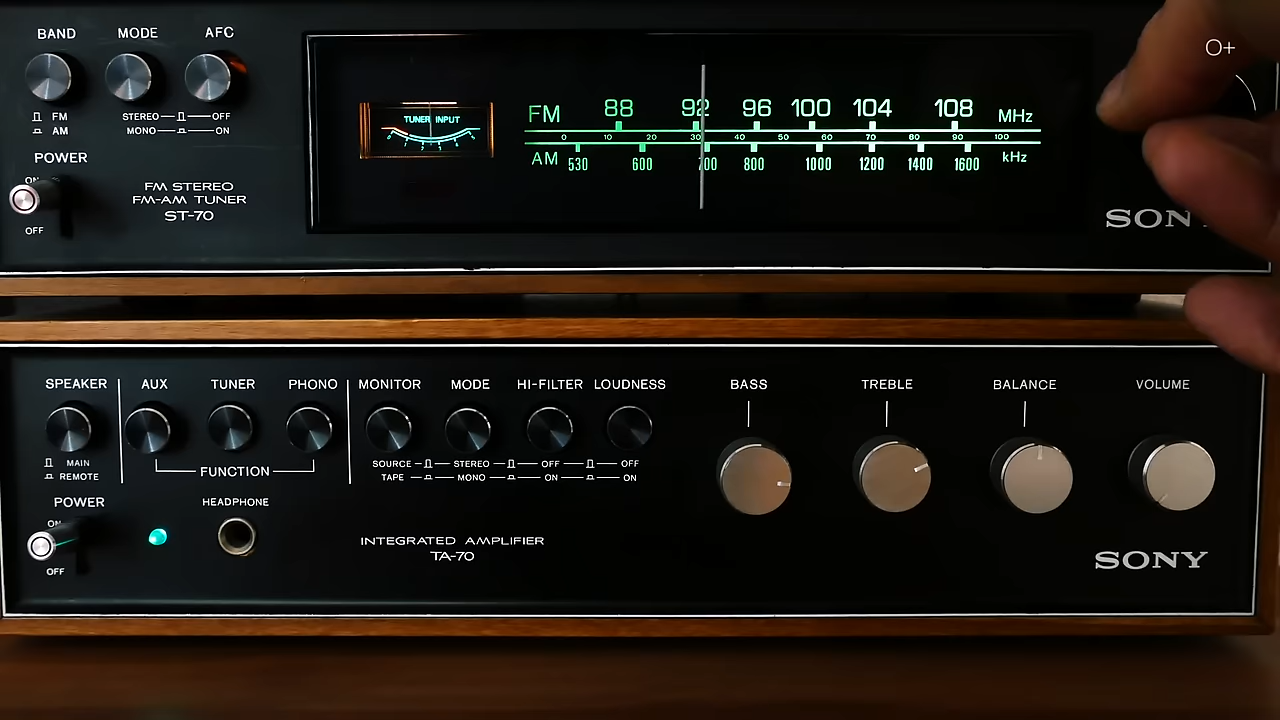 BAND MODE AFC
FM STEREO OFF
AM MONO ON
POWER
ON
OFF
FM STEREO
FM-AM TUNER
ST-70
TUNER INPUT
FM 88 92 96 100 104 108 MHz
0 10 20 30 40 50 60 70 80 90 100
AM 530 600 700 800 1000 1200 1400 1600 kHz
SON
SPEAKER AUX TUNER PHONO MONITOR MODE HI-FILTER LOUDNESS BASS TREBLE BALANCE VOLUME
MAIN
REMOTE
FUNCTION
SOURCE STEREO OFF OFF
TAPE MONO ON ON
POWER
ON
OFF
HEADPHONE
INTEGRATED AMPLIFIER
TA-70
SONY